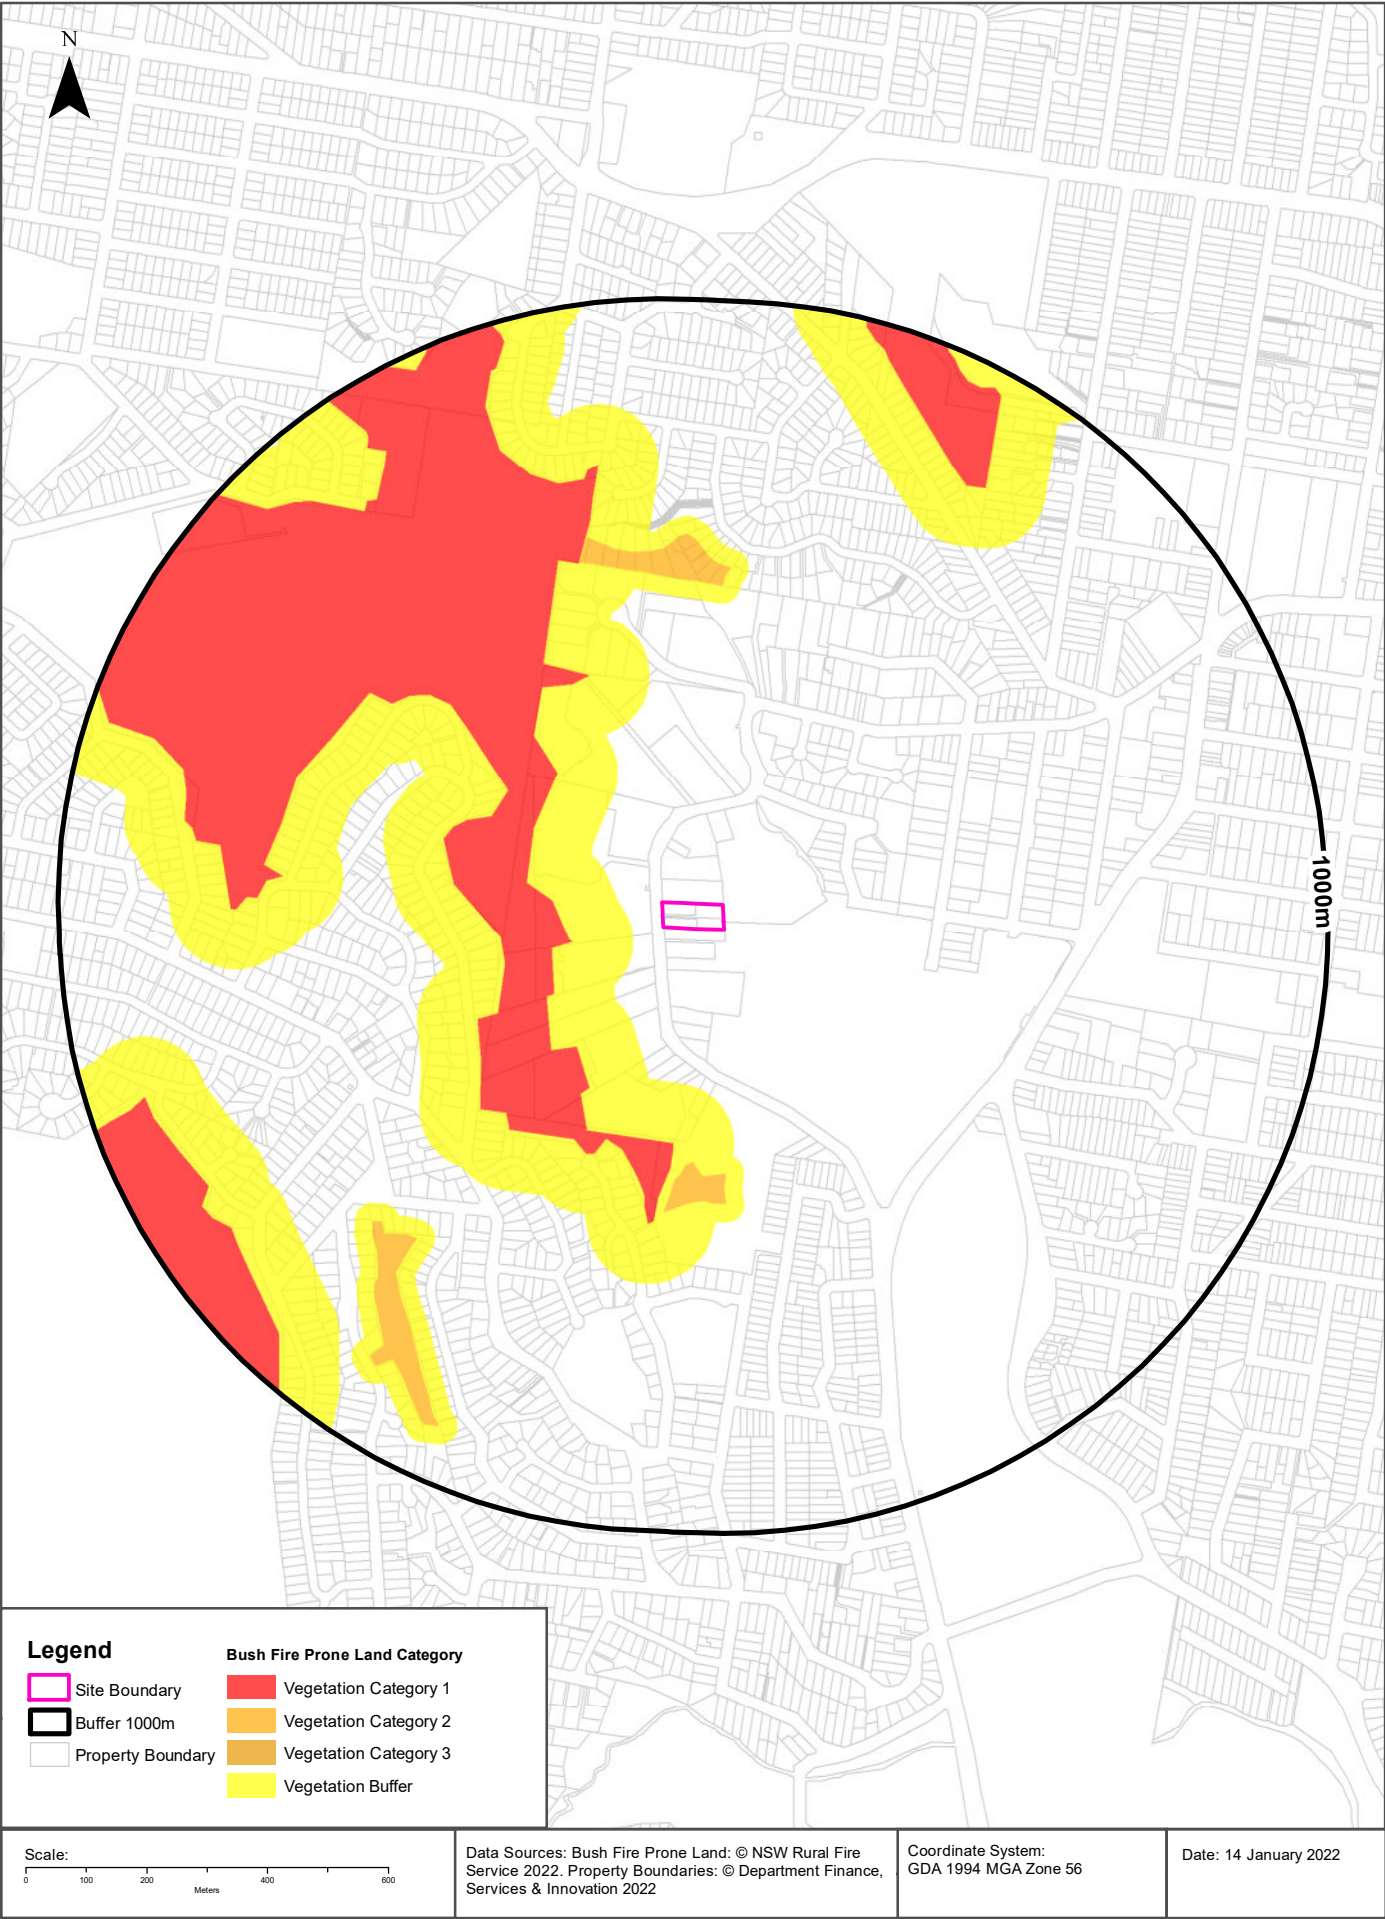 N
1000m
Legend
Site Boundary
Buffer 1000m
Property Boundary
Bush Fire Prone Land Category
Vegetation Category 1
Vegetation Category 2
Vegetation Category 3
Vegetation Buffer
Scale:
0 100 200 400 600
Meters
Data Sources: Bush Fire Prone Land: © NSW Rural Fire
Service 2022. Property Boundaries: © Department Finance,
Services & Innovation 2022
Coordinate System:
GDA 1994 MGA Zone 56
Date: 14 January 2022